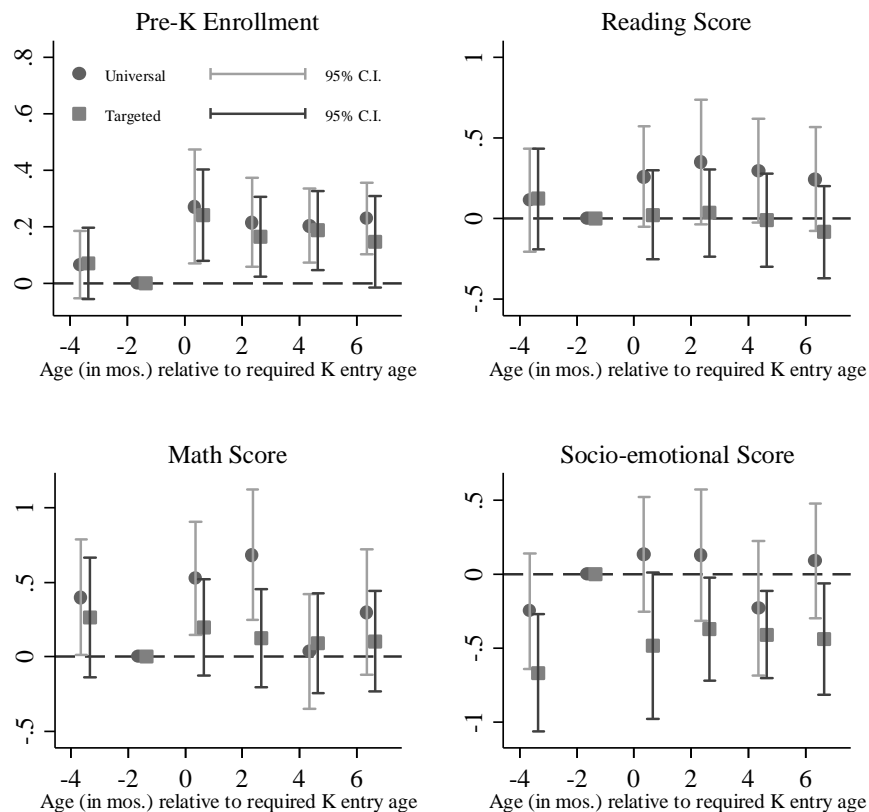 Pre-K Enrollment
.8
.6
.4
.2
0
Universal 95% C.I.
Targeted 95% C.I.
-4 -2 0 2 4 6
Age (in mos.) relative to required K entry age
Reading Score
1
.5
0
-.5
-4 -2 0 2 4 6
Age (in mos.) relative to required K entry age
Math Score
1
.5
0
-.5
-4 -2 0 2 4 6
Age (in mos.) relative to required K entry age
Socio-emotional Score
.5
0
-.5
-1
-4 -2 0 2 4 6
Age (in mos.) relative to required K entry age